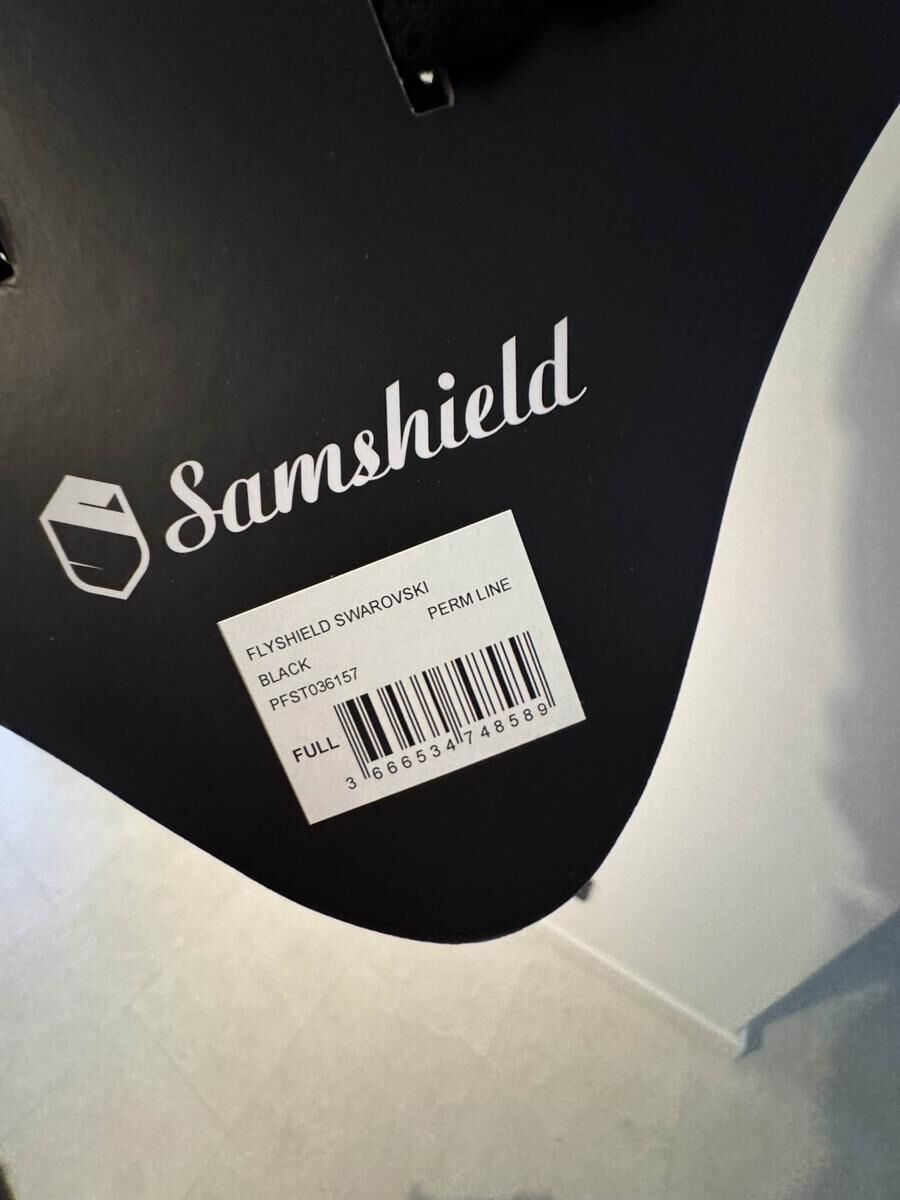 Samshield
FLYSHIELD SWAROVSKI
PERM LINE
BLACK
PFST036157
FULL
3 666534 748589